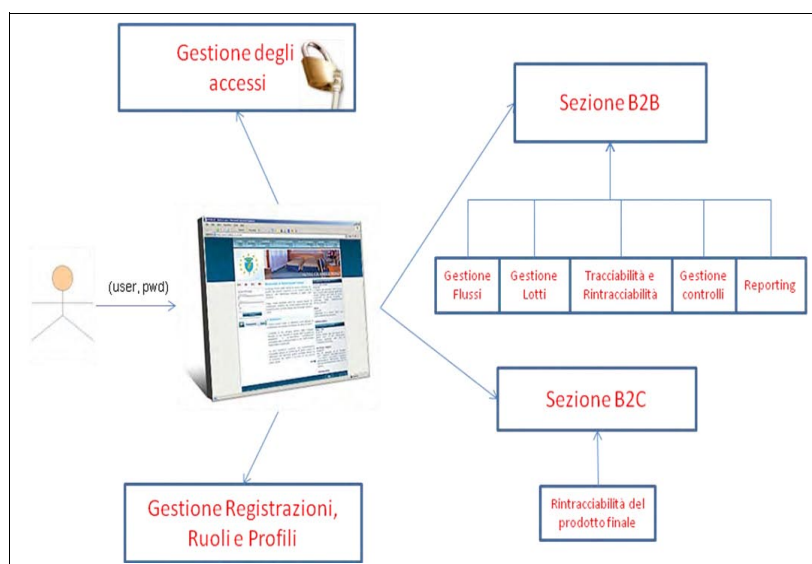 Gestione degli
accessi
Sezione B2B
Gestione
Flussi
Gestione
Lotti
Tracciabilità e
Rintracciabilità
Gestione
controlli
Reporting
(user, pwd)
Sezione B2C
Gestione Registrazioni,
Ruoli e Profili
Rintracciabilità del
prodotto finale